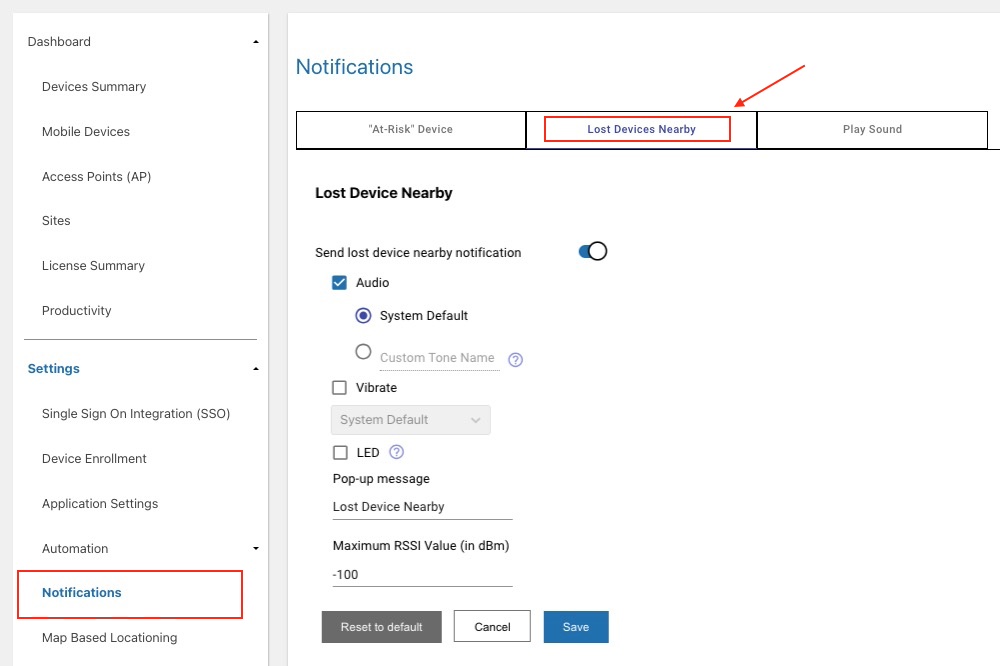 Dashboard
Devices Summary
Mobile Devices
Access Points (AP)
Sites
License Summary
Productivity
Settings
Single Sign On Integration (SSO)
Device Enrollment
Application Settings
Automation
Notifications
Map Based Locationing
Notifications
"At-Risk" Device
Lost Devices Nearby
Play Sound
Lost Device Nearby
Send lost device nearby notification
Audio
System Default
Custom Tone Name ?
Vibrate
System Default
LED ?
Pop-up message
Lost Device Nearby
Maximum RSSI Value (in dBm)
-100
Reset to default
Cancel
Save